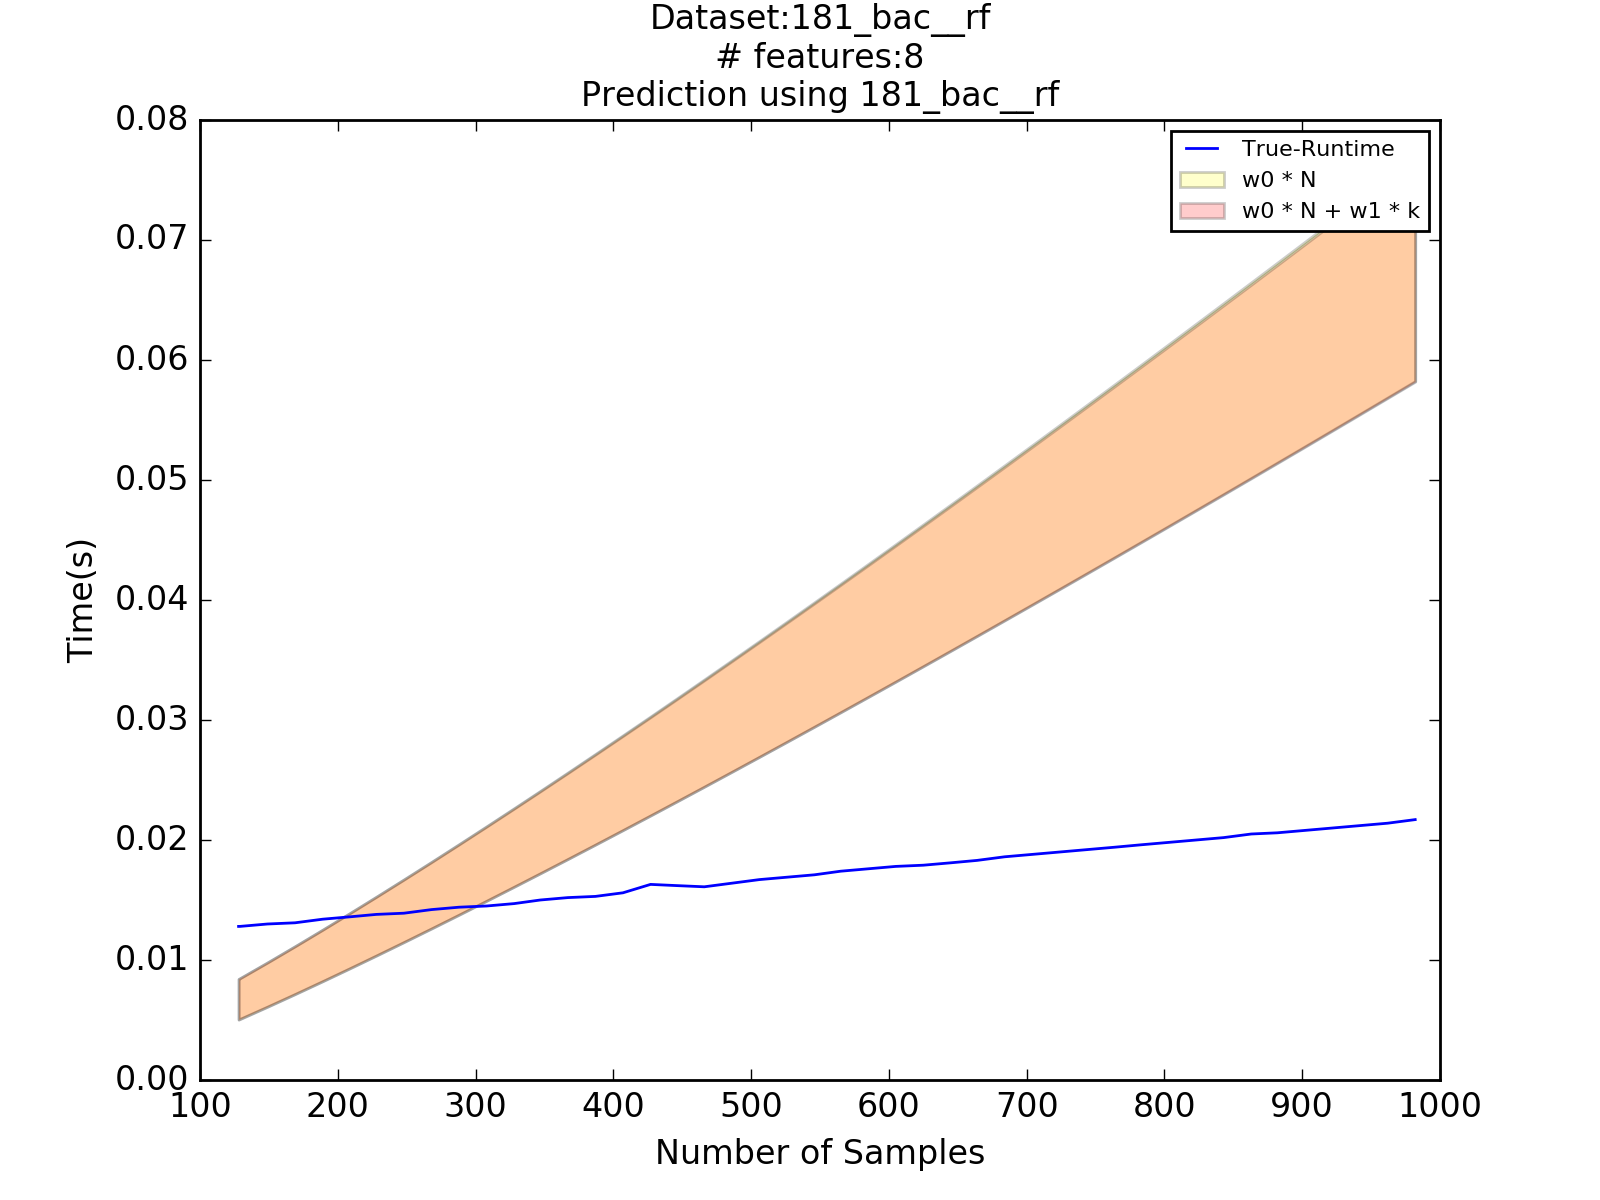 Dataset:181_bac__rf
# features:8
Prediction using 181_bac__rf
0.08
0.07
0.06
0.05
0.04
0.03
0.02
0.01
0.00
Time(s)
True-Runtime
w0 * N
w0 * N + w1 * k
100 200 300 400 500 600 700 800 900 1000
Number of Samples